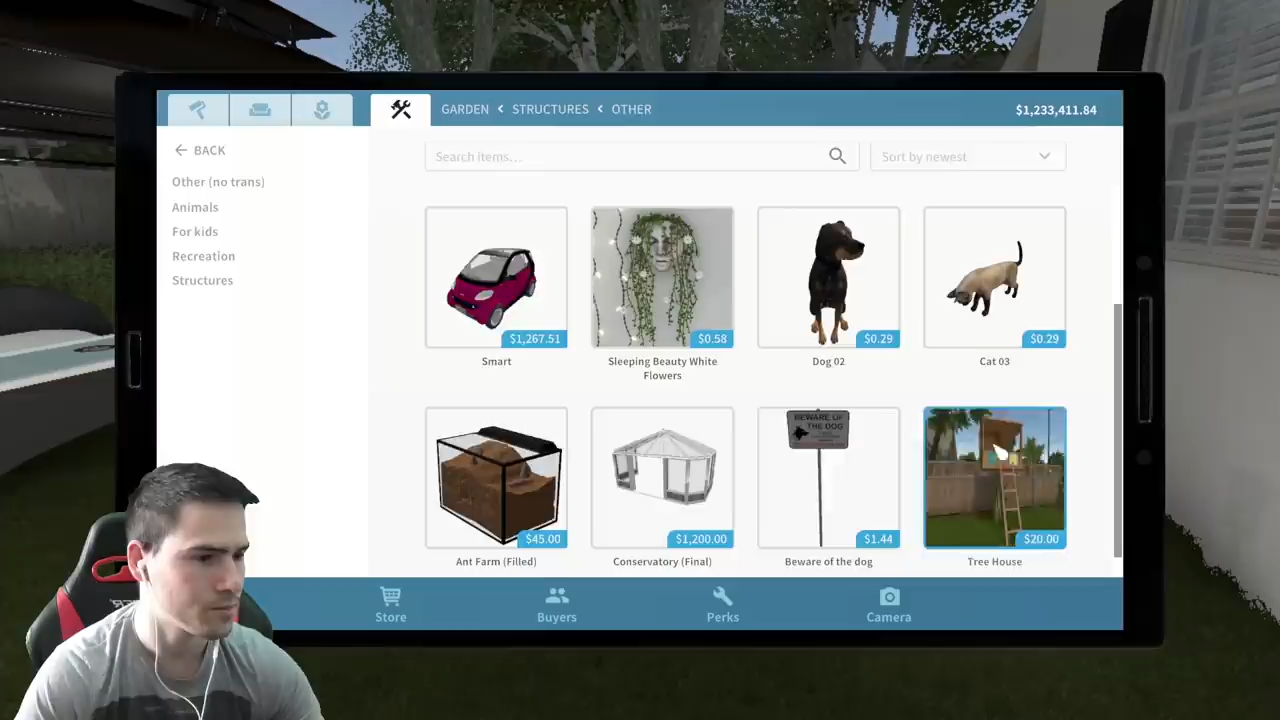 GARDEN < STRUCTURES < OTHER
$1,233,411.84
BACK
Search items...
Sort by newest
Other (no trans)
Animals
For kids
Recreation
Structures
$1,267.51
$0.58
$0.29
$0.29
Smart
Sleeping Beauty White
Flowers
Dog 02
Cat 03
BEWARE OF
THE DOG
$45.00
$1,200.00
$1.44
$20.00
Ant Farm (Filled)
Conservatory (Final)
Beware of the dog
Tree House
Store
Buyers
Perks
Camera